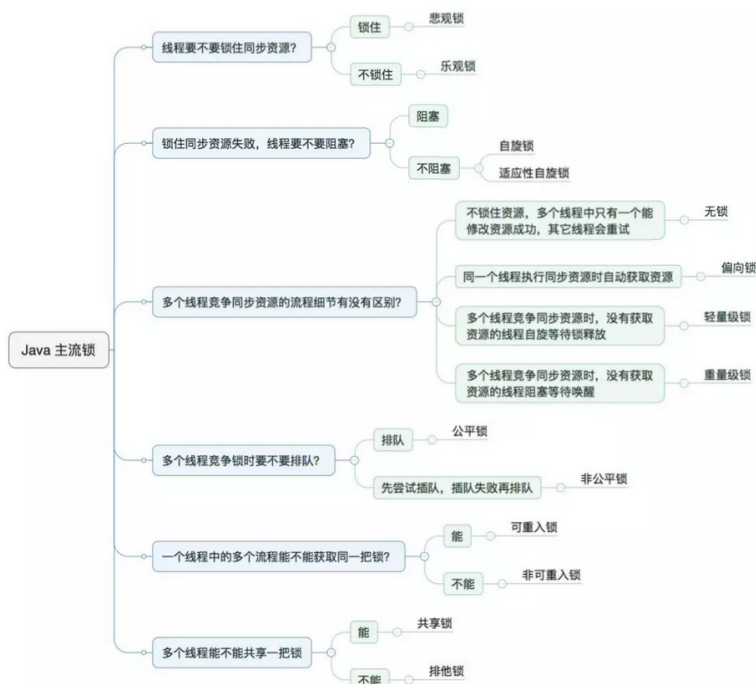 Java 主流锁
线程要不要锁住同步资源？
锁住
悲观锁
不锁住
乐观锁
锁住同步资源失败，线程要不要阻塞？
阻塞
不阻塞
自旋锁
适应性自旋锁
多个线程竞争同步资源的流程细节有没有区别？
不锁住资源，多个线程中只有一个能
修改资源成功，其它线程会重试
无锁
同一个线程执行同步资源时自动获取资源
偏向锁
多个线程竞争同步资源时，没有获取
资源的线程自旋等待锁释放
轻量级锁
多个线程竞争同步资源时，没有获取
资源的线程阻塞等待唤醒
重量级锁
多个线程竞争锁时要不要排队？
排队
公平锁
先尝试插队，插队失败再排队
非公平锁
一个线程中的多个流程能不能获取同一把锁？
能
可重入锁
不能
非可重入锁
多个线程能不能共享一把锁
能
共享锁
不能
排他锁